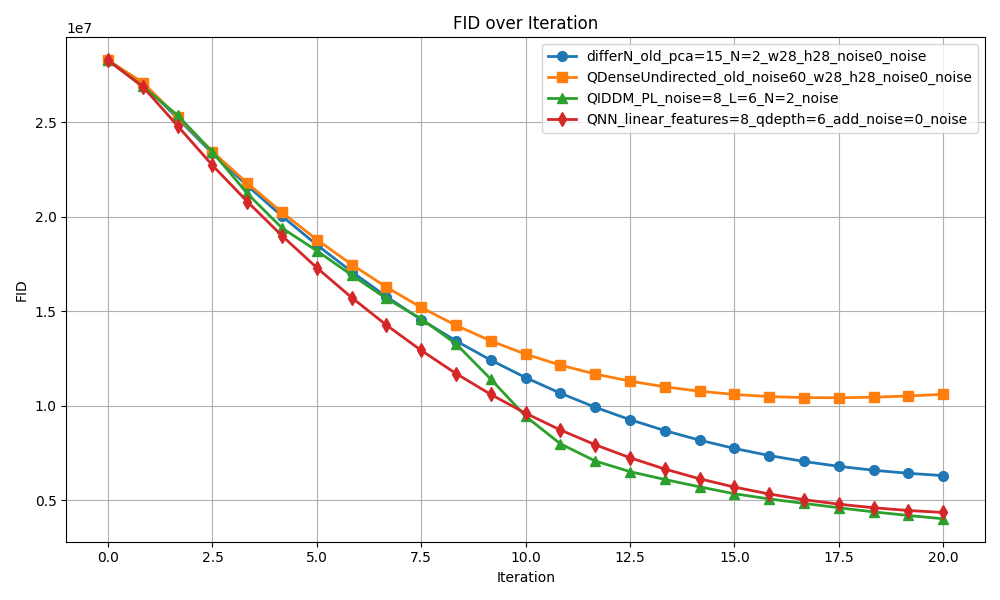 FID over Iteration
1e7
differN_old_pca=15_N=2_w28_h28_noise0_noise
QDenseUndirected_old_noise60_w28_h28_noise0_noise
QIDDM_PL_noise=8_L=6_N=2_noise
QNN_linear_features=8_qdepth=6_add_noise=0_noise
2.5
2.0
1.5
1.0
0.5
FID
0.0 2.5 5.0 7.5 10.0 12.5 15.0 17.5 20.0
Iteration